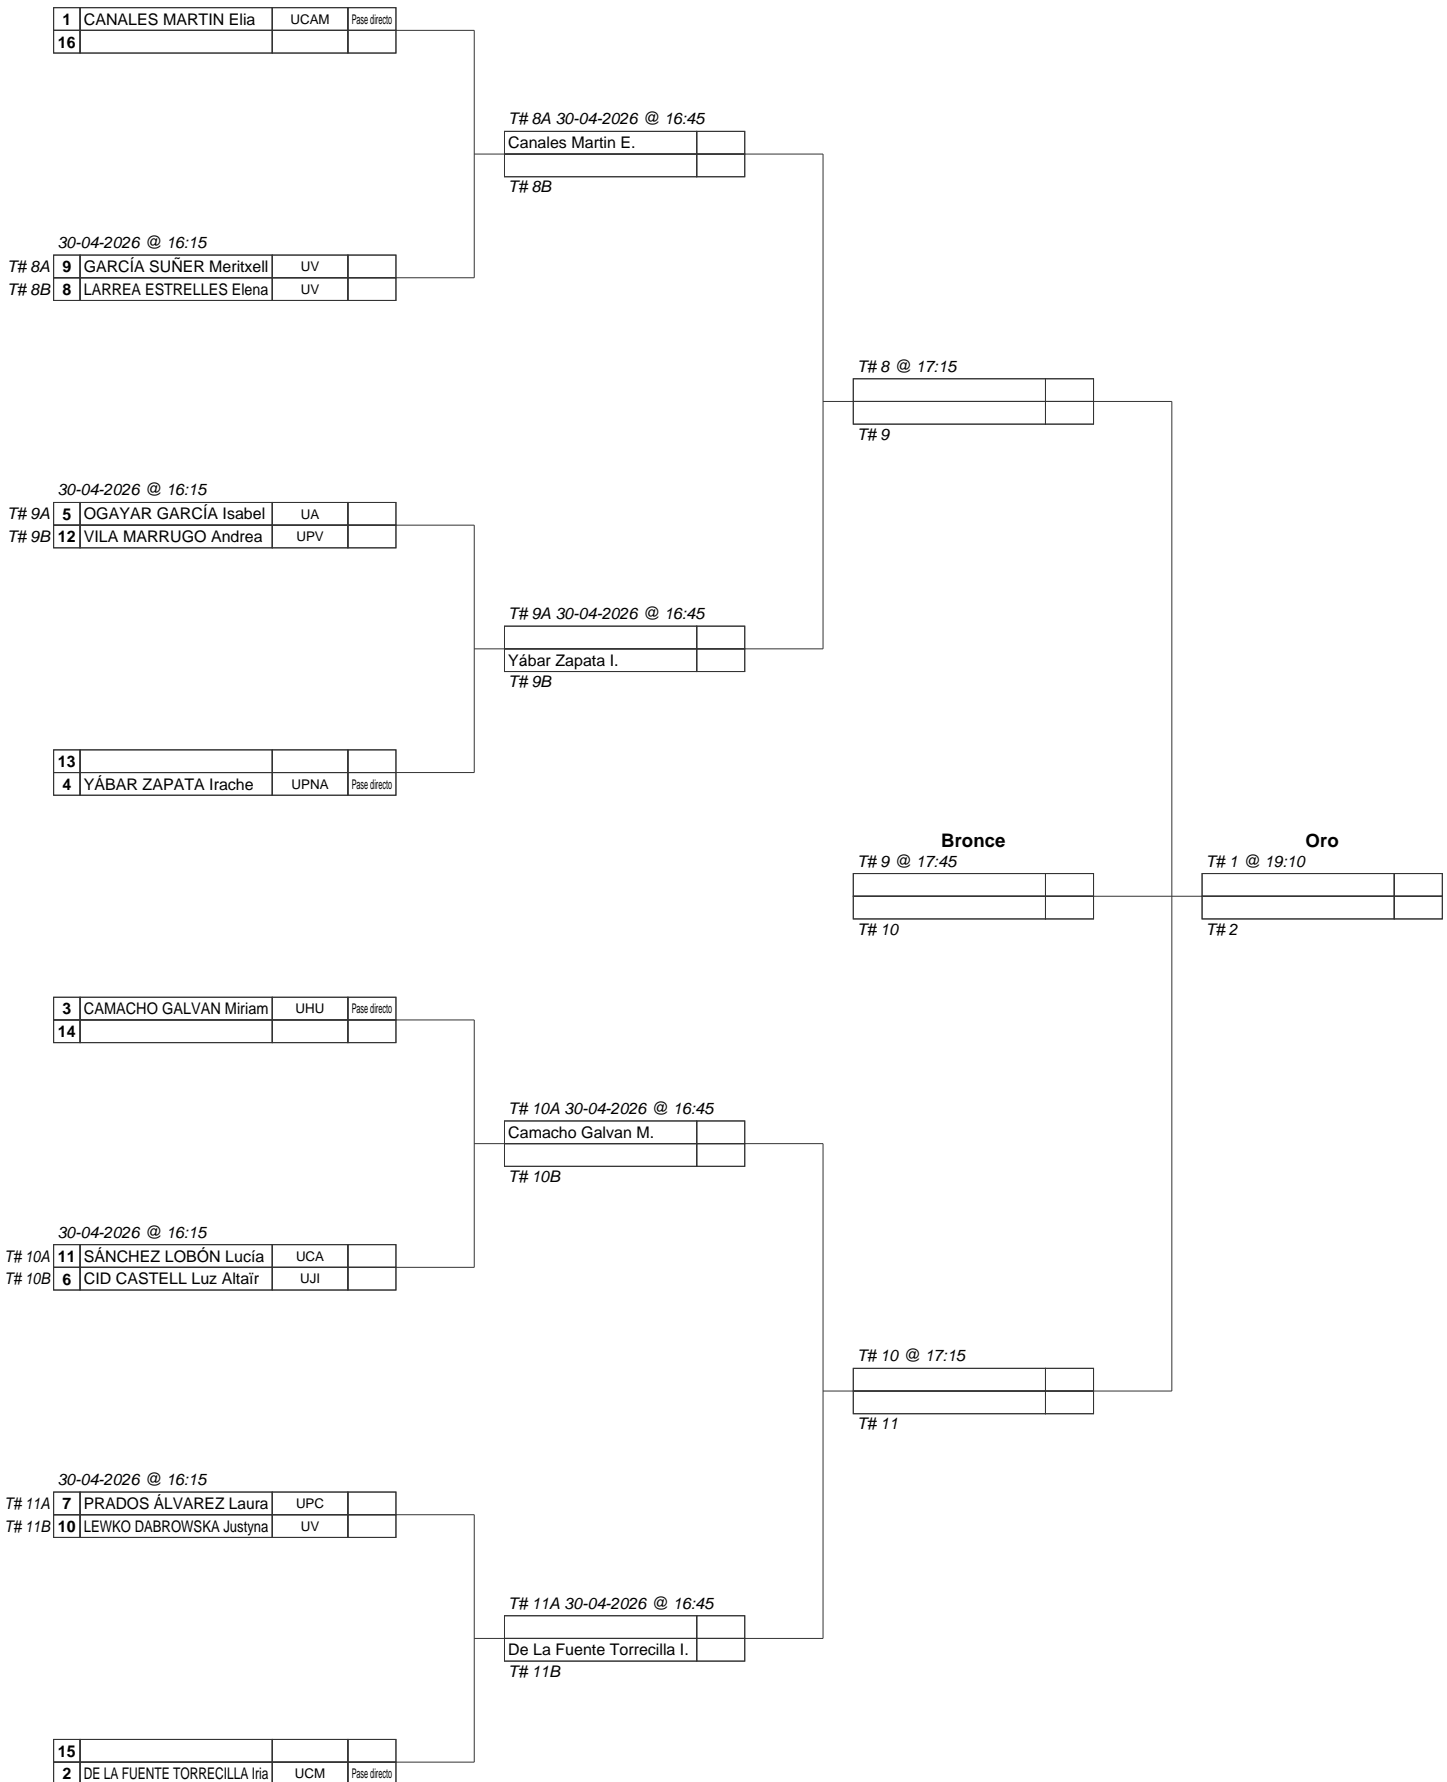 1 CANALES MARTIN Elia UCAM Pase directo
16
T# 8A 30-04-2026 @ 16:45
Canales Martin E.
T# 8B
30-04-2026 @ 16:15
T# 8A 9 GARCÍA SUÑER Meritxell UV
T# 8B 8 LARREA ESTRELLES Elena UV
T# 8 @ 17:15
T# 9
30-04-2026 @ 16:15
T# 9A 5 OGAYAR GARCÍA Isabel UA
T# 9B 12 VILA MARRUGO Andrea UPV
T# 9A 30-04-2026 @ 16:45
Yábar Zapata I.
T# 9B
13
4 YÁBAR ZAPATA Irache UPNA Pase directo
Bronce
T# 9 @ 17:45
T# 10
Oro
T# 1 @ 19:10
T# 2
3 CAMACHO GALVAN Miriam UHU Pase directo
14
T# 10A 30-04-2026 @ 16:45
Camacho Galvan M.
T# 10B
30-04-2026 @ 16:15
T# 10A 11 SÁNCHEZ LOBÓN Lucía UCA
T# 10B 6 CID CASTELL Luz Altaïr UJI
T# 10 @ 17:15
T# 11
30-04-2026 @ 16:15
T# 11A 7 PRADOS ÁLVAREZ Laura UPC
T# 11B 10 LEWKO DABROWSKA Justyna UV
T# 11A 30-04-2026 @ 16:45
De La Fuente Torrecilla I.
T# 11B
15
2 DE LA FUENTE TORRECILLA Iria UCM Pase directo